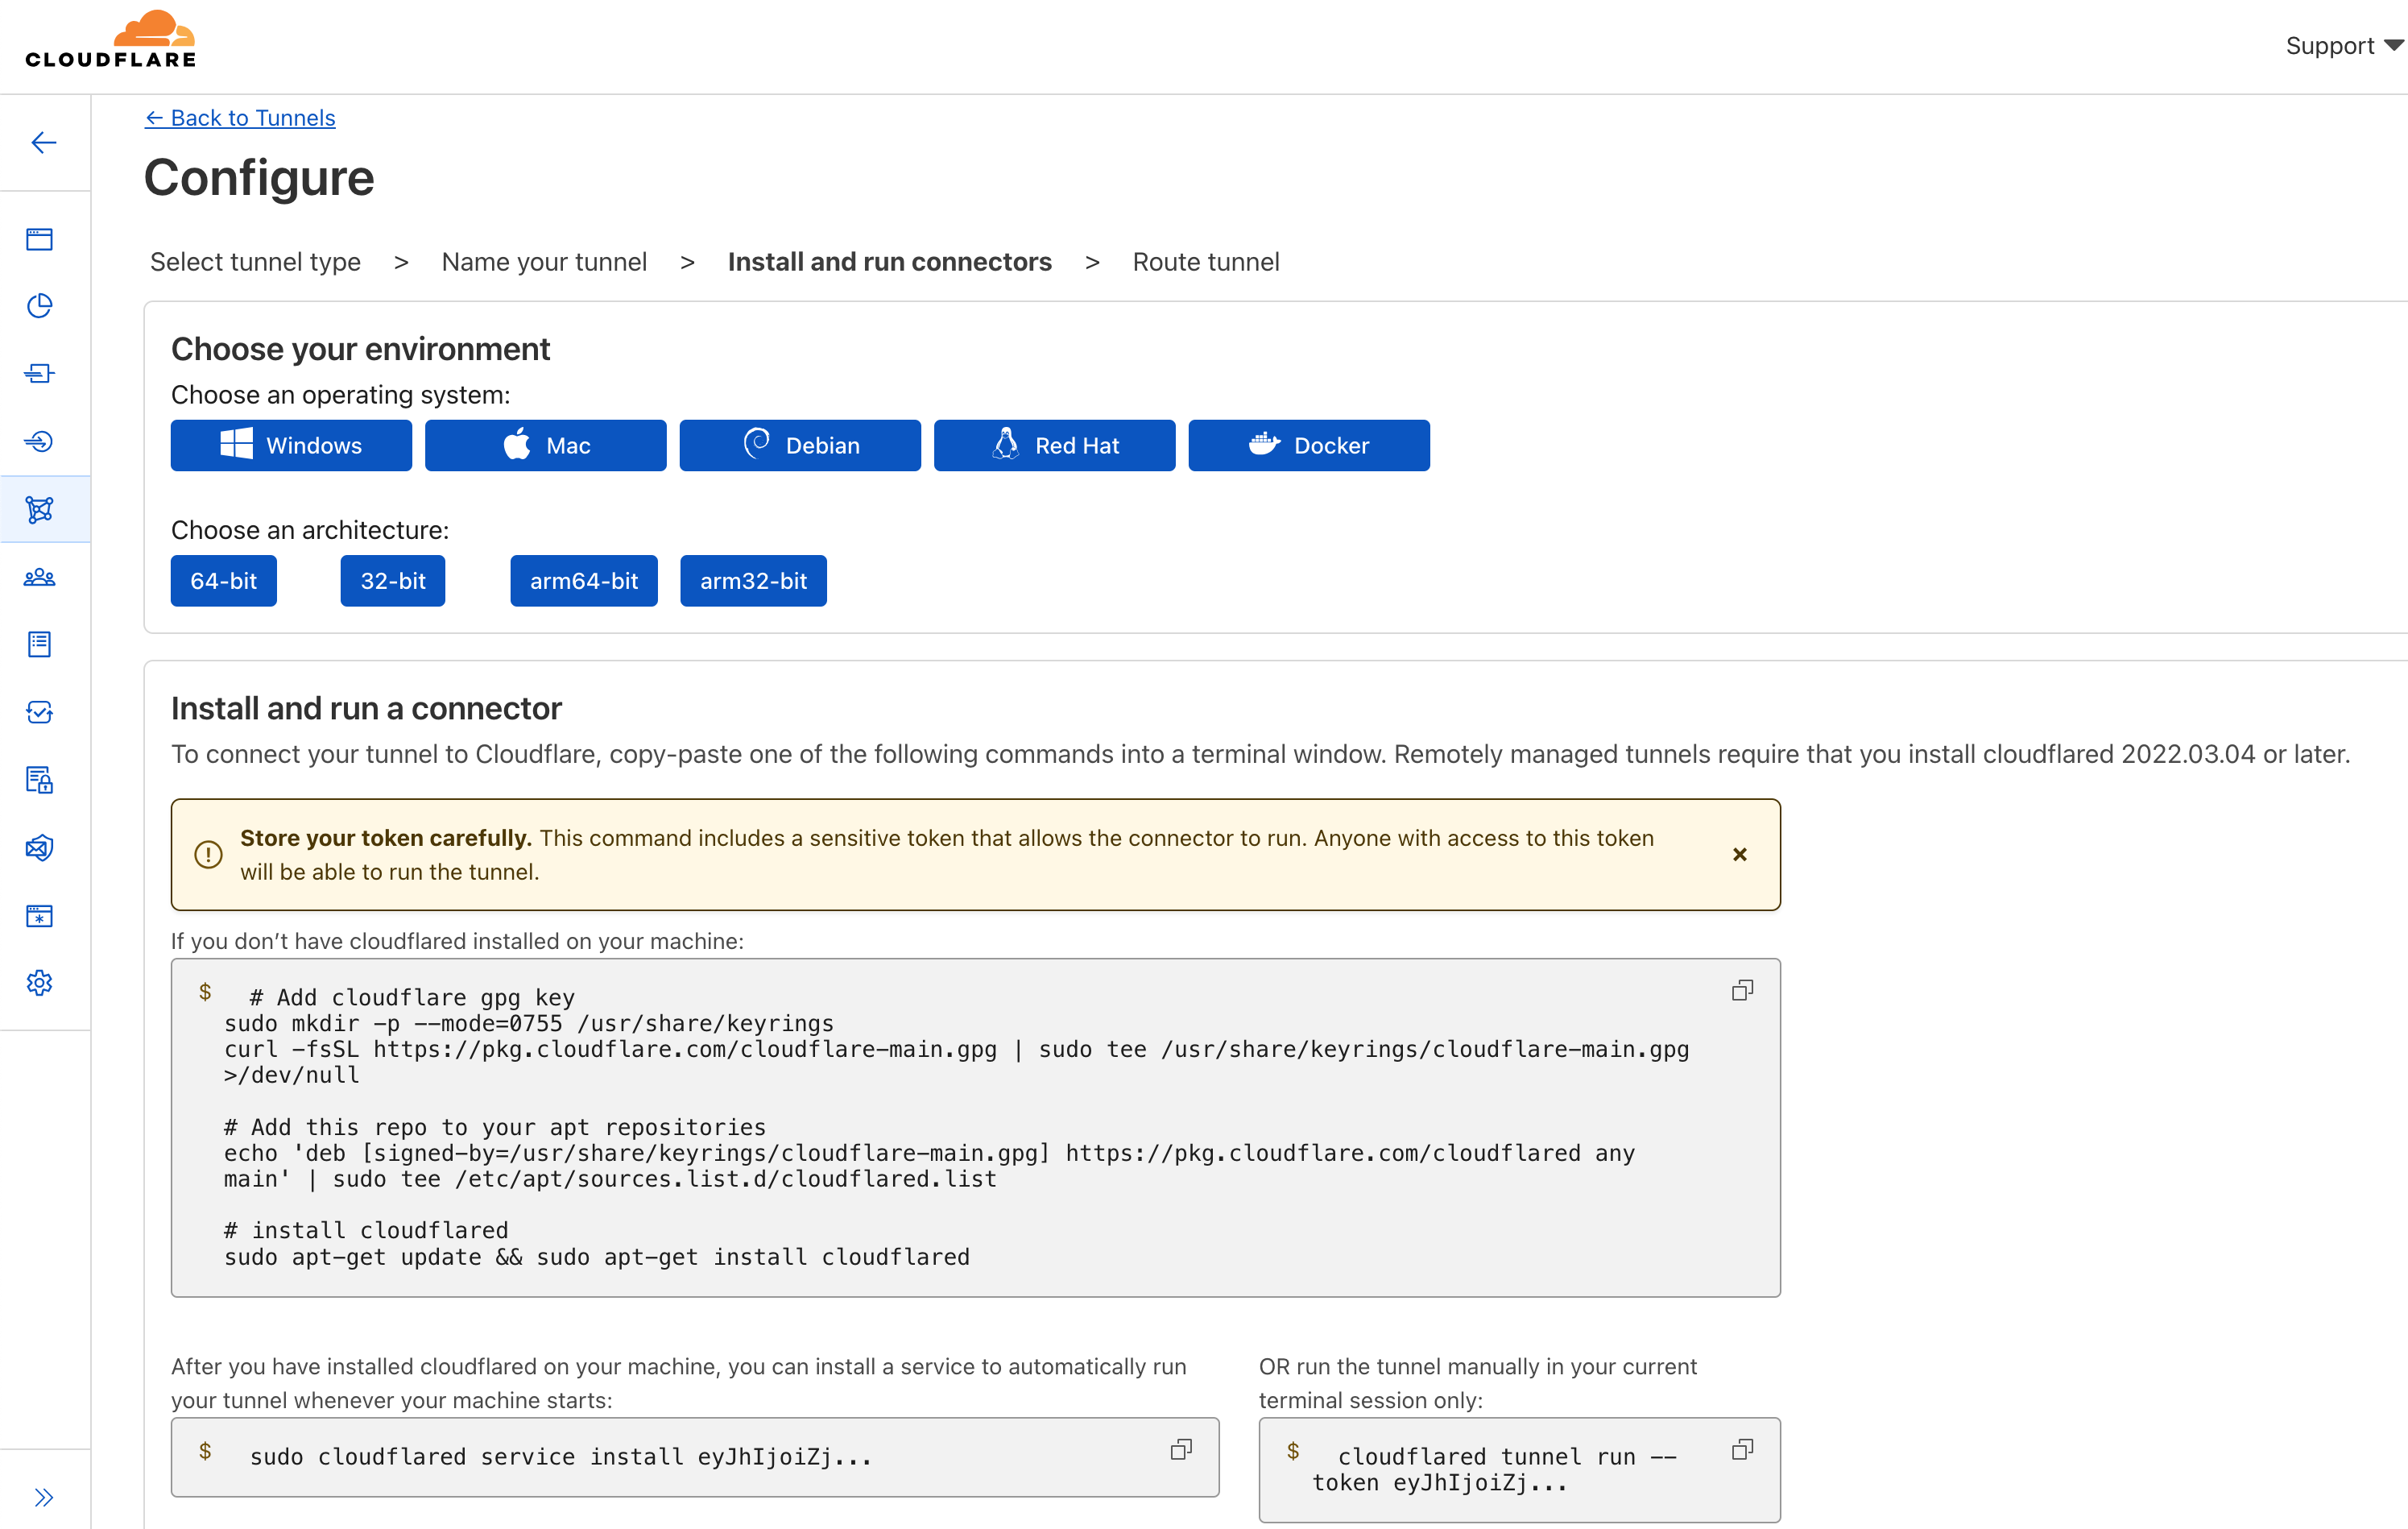 CLOUDFLARE
Support
← Back to Tunnels
Configure
Select tunnel type > Name your tunnel > Install and run connectors > Route tunnel
Choose your environment
Choose an operating system:
Windows Mac Debian Red Hat Docker
Choose an architecture:
64-bit 32-bit arm64-bit arm32-bit
Install and run a connector
To connect your tunnel to Cloudflare, copy-paste one of the following commands into a terminal window. Remotely managed tunnels require that you install cloudflared 2022.03.04 or later.
Store your token carefully. This command includes a sensitive token that allows the connector to run. Anyone with access to this token
will be able to run the tunnel.
If you don’t have cloudflared installed on your machine:
$ # Add cloudflare gpg key
sudo mkdir -p --mode=0755 /usr/share/keyrings
curl -fsSL https://pkg.cloudflare.com/cloudflare-main.gpg | sudo tee /usr/share/keyrings/cloudflare-main.gpg
>/dev/null
# Add this repo to your apt repositories
echo 'deb [signed-by=/usr/share/keyrings/cloudflare-main.gpg] https://pkg.cloudflare.com/cloudflared any
main' | sudo tee /etc/apt/sources.list.d/cloudflared.list
# install cloudflared
sudo apt-get update && sudo apt-get install cloudflared
After you have installed cloudflared on your machine, you can install a service to automatically run
your tunnel whenever your machine starts:
$ sudo cloudflared service install eyJhIjoiZj...
OR run the tunnel manually in your current
terminal session only:
$ cloudflared tunnel run --
token eyJhIjoiZj...